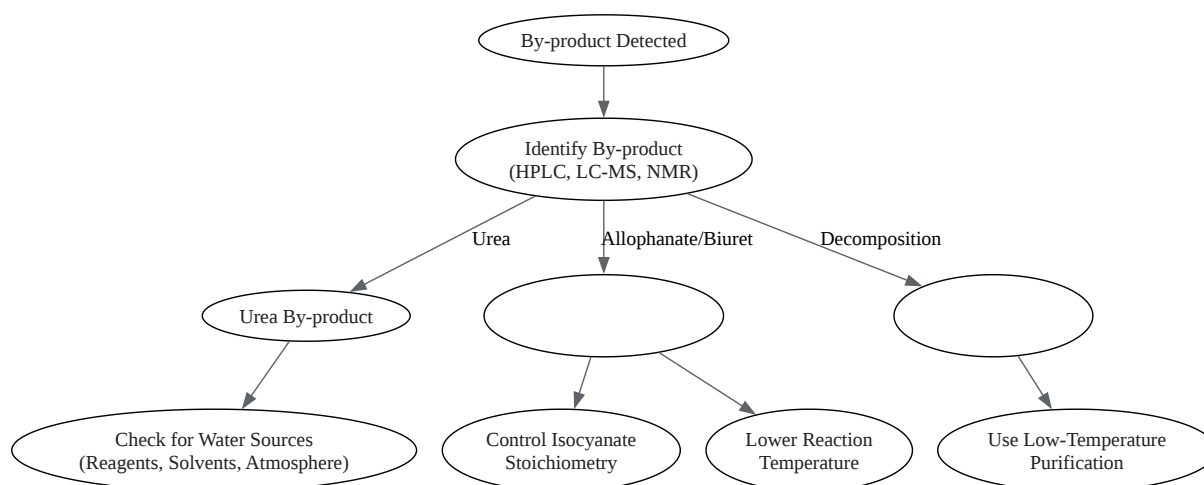 By-product Detected
Identify By-product
(HPLC, LC-MS, NMR)
Urea
Allophanate/Biuret
Decomposition
Urea By-product
Check for Water Sources
(Reagents, Solvents, Atmosphere)
Control Isocyanate
Stoichiometry
Lower Reaction
Temperature
Use Low-Temperature
Purification